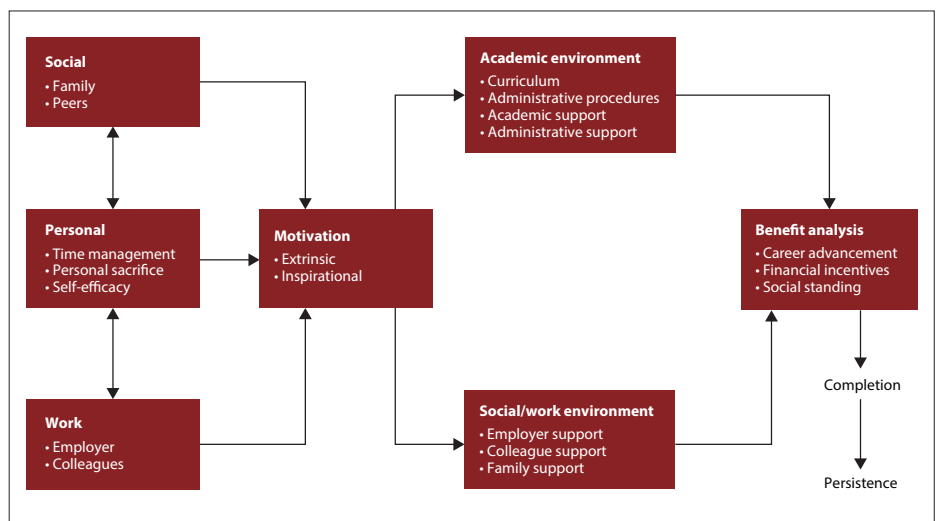 Social
• Family
• Peers
Personal
• Time management
• Personal sacrifice
• Self-efficacy
Work
• Employer
• Colleagues
Motivation
• Extrinsic
• Inspirational
Academic environment
• Curriculum
• Administrative procedures
• Academic support
• Administrative support
Social/work environment
• Employer support
• Colleague support
• Family support
Benefit analysis
• Career advancement
• Financial incentives
• Social standing
Completion
Persistence